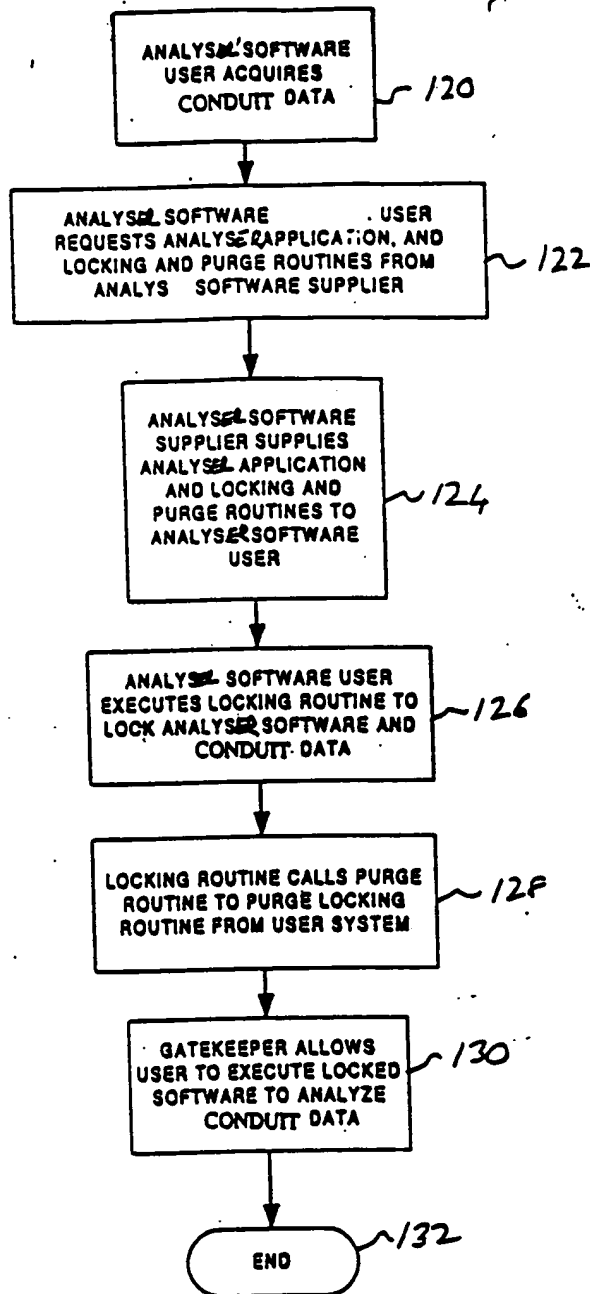 ANALYSER SOFTWARE
USER ACQUIRES
CONDUIT DATA
120
ANALYSER SOFTWARE . USER
REQUESTS ANALYSER APPLICATION, AND
LOCKING AND PURGE ROUTINES FROM
ANALYS SOFTWARE SUPPLIER
122
ANALYSER SOFTWARE
SUPPLIER SUPPLIES
ANALYSER APPLICATION
AND LOCKING AND
PURGE ROUTINES TO
ANALYSER SOFTWARE
USER
124
ANALYSER SOFTWARE USER
EXECUTES LOCKING ROUTINE TO
LOCK ANALYSER SOFTWARE AND
CONDUIT DATA
126
LOCKING ROUTINE CALLS PURGE
ROUTINE TO PURGE LOCKING
ROUTINE FROM USER SYSTEM
128
GATEKEEPER ALLOWS
USER TO EXECUTE LOCKED
SOFTWARE TO ANALYZE
CONDUIT DATA
130
END
132